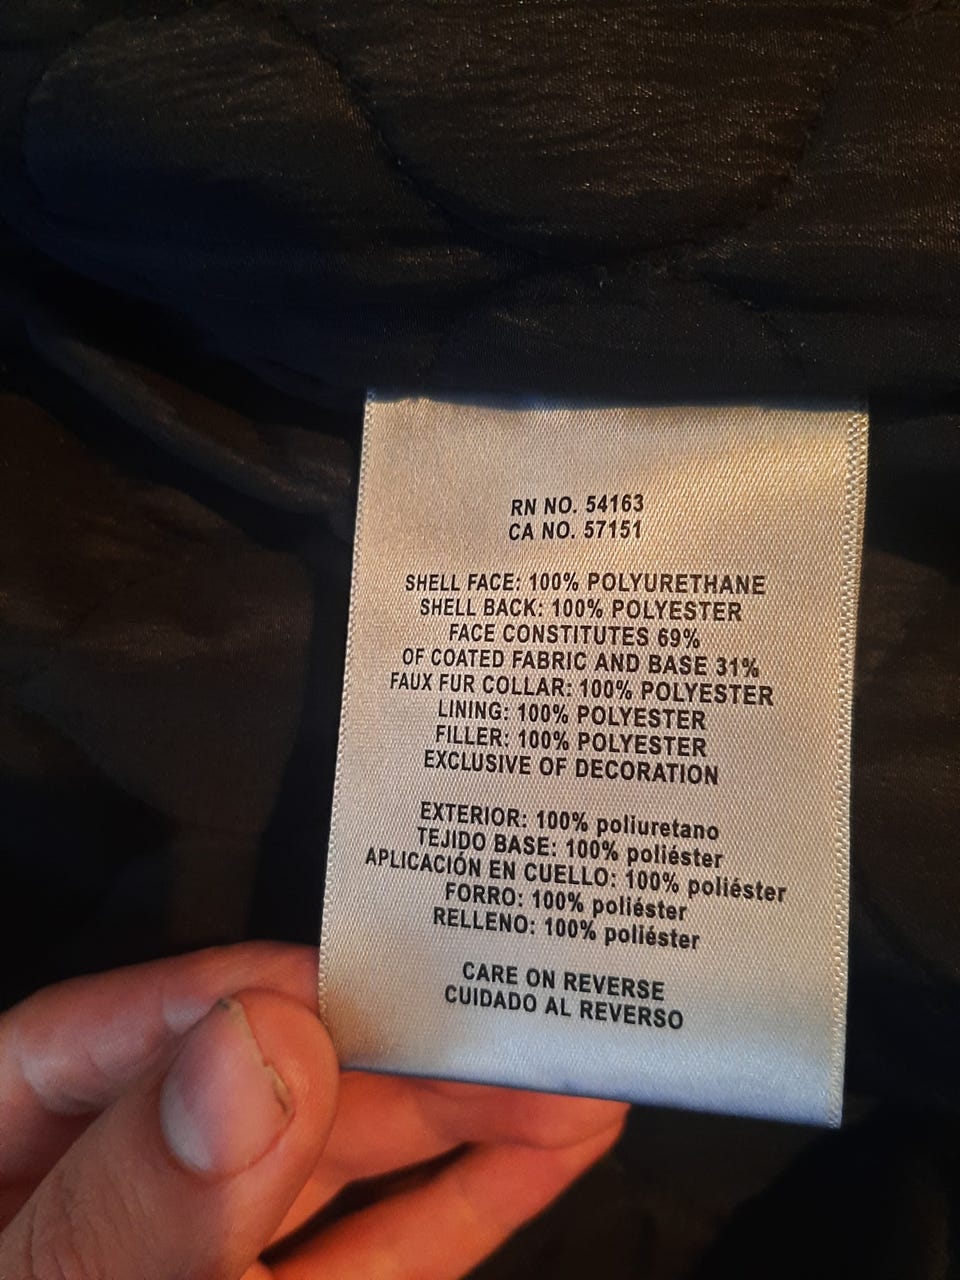 RN NO. 54163
CA NO. 57151
SHELL FACE: 100% POLYURETHANE
SHELL BACK: 100% POLYESTER
FACE CONSTITUTES 69%
OF COATED FABRIC AND BASE 31%
FAUX FUR COLLAR: 100% POLYESTER
LINING: 100% POLYESTER
FILLER: 100% POLYESTER
EXCLUSIVE OF DECORATION
EXTERIOR: 100% poliuretano
TEJIDO BASE: 100% poliéster
APLICACIÓN EN CUELLO: 100% poliéster
FORRO: 100% poliéster
RELLENO: 100% poliéster
CARE ON REVERSE
CUIDADO AL REVERSO